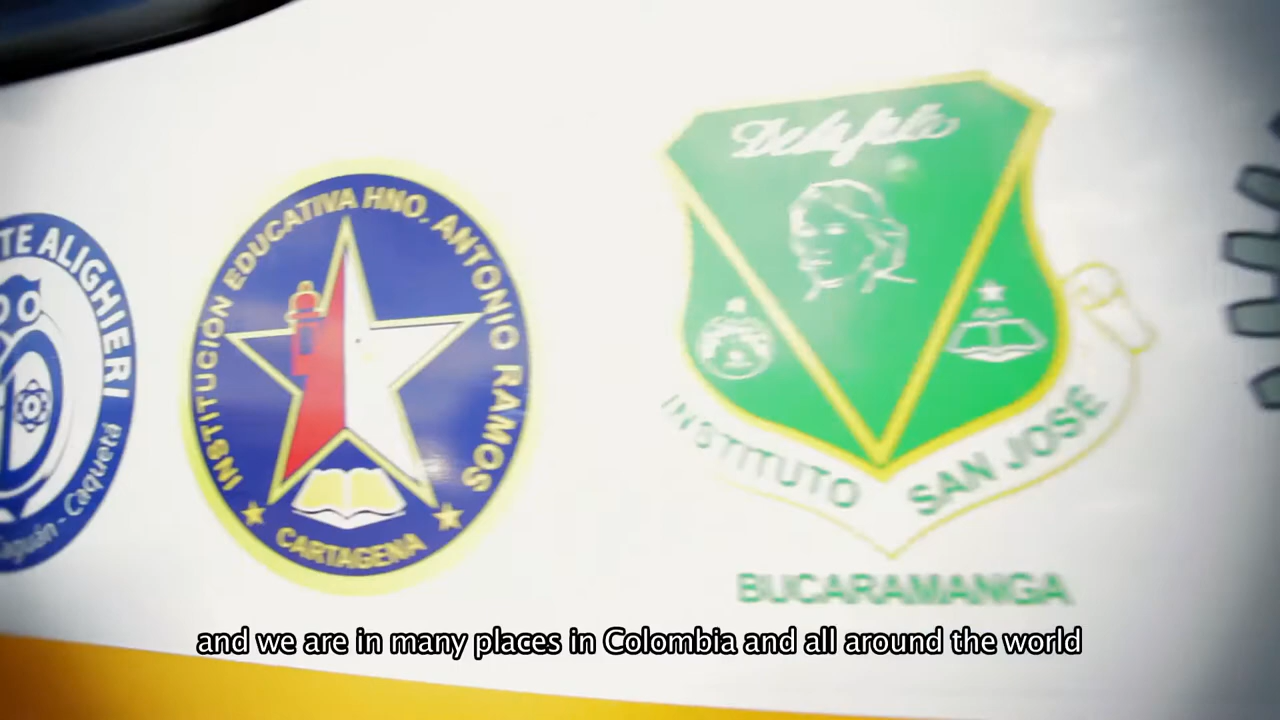 TE ALIGHIERI
Caquetá
INSTITUCIÓN EDUCATIVA HNO. ANTONIO RAMOS
CARTAGENA
INSTITUTO SAN JOSE
BUCARAMANGA
and we are in many places in Colombia and all around the world